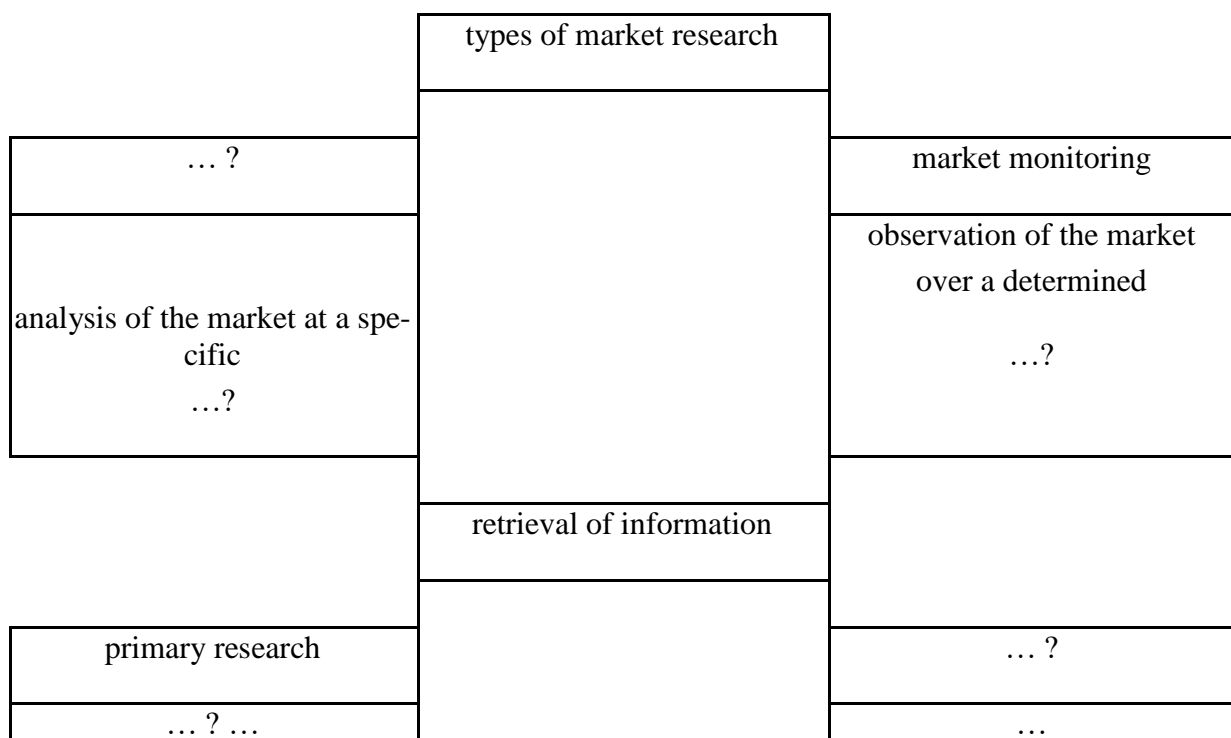 types of market research
… ?
market monitoring
analysis of the market at a spe-
cific
…?
observation of the market
over a determined
…?
retrieval of information
primary research
… ?
… ? …
…